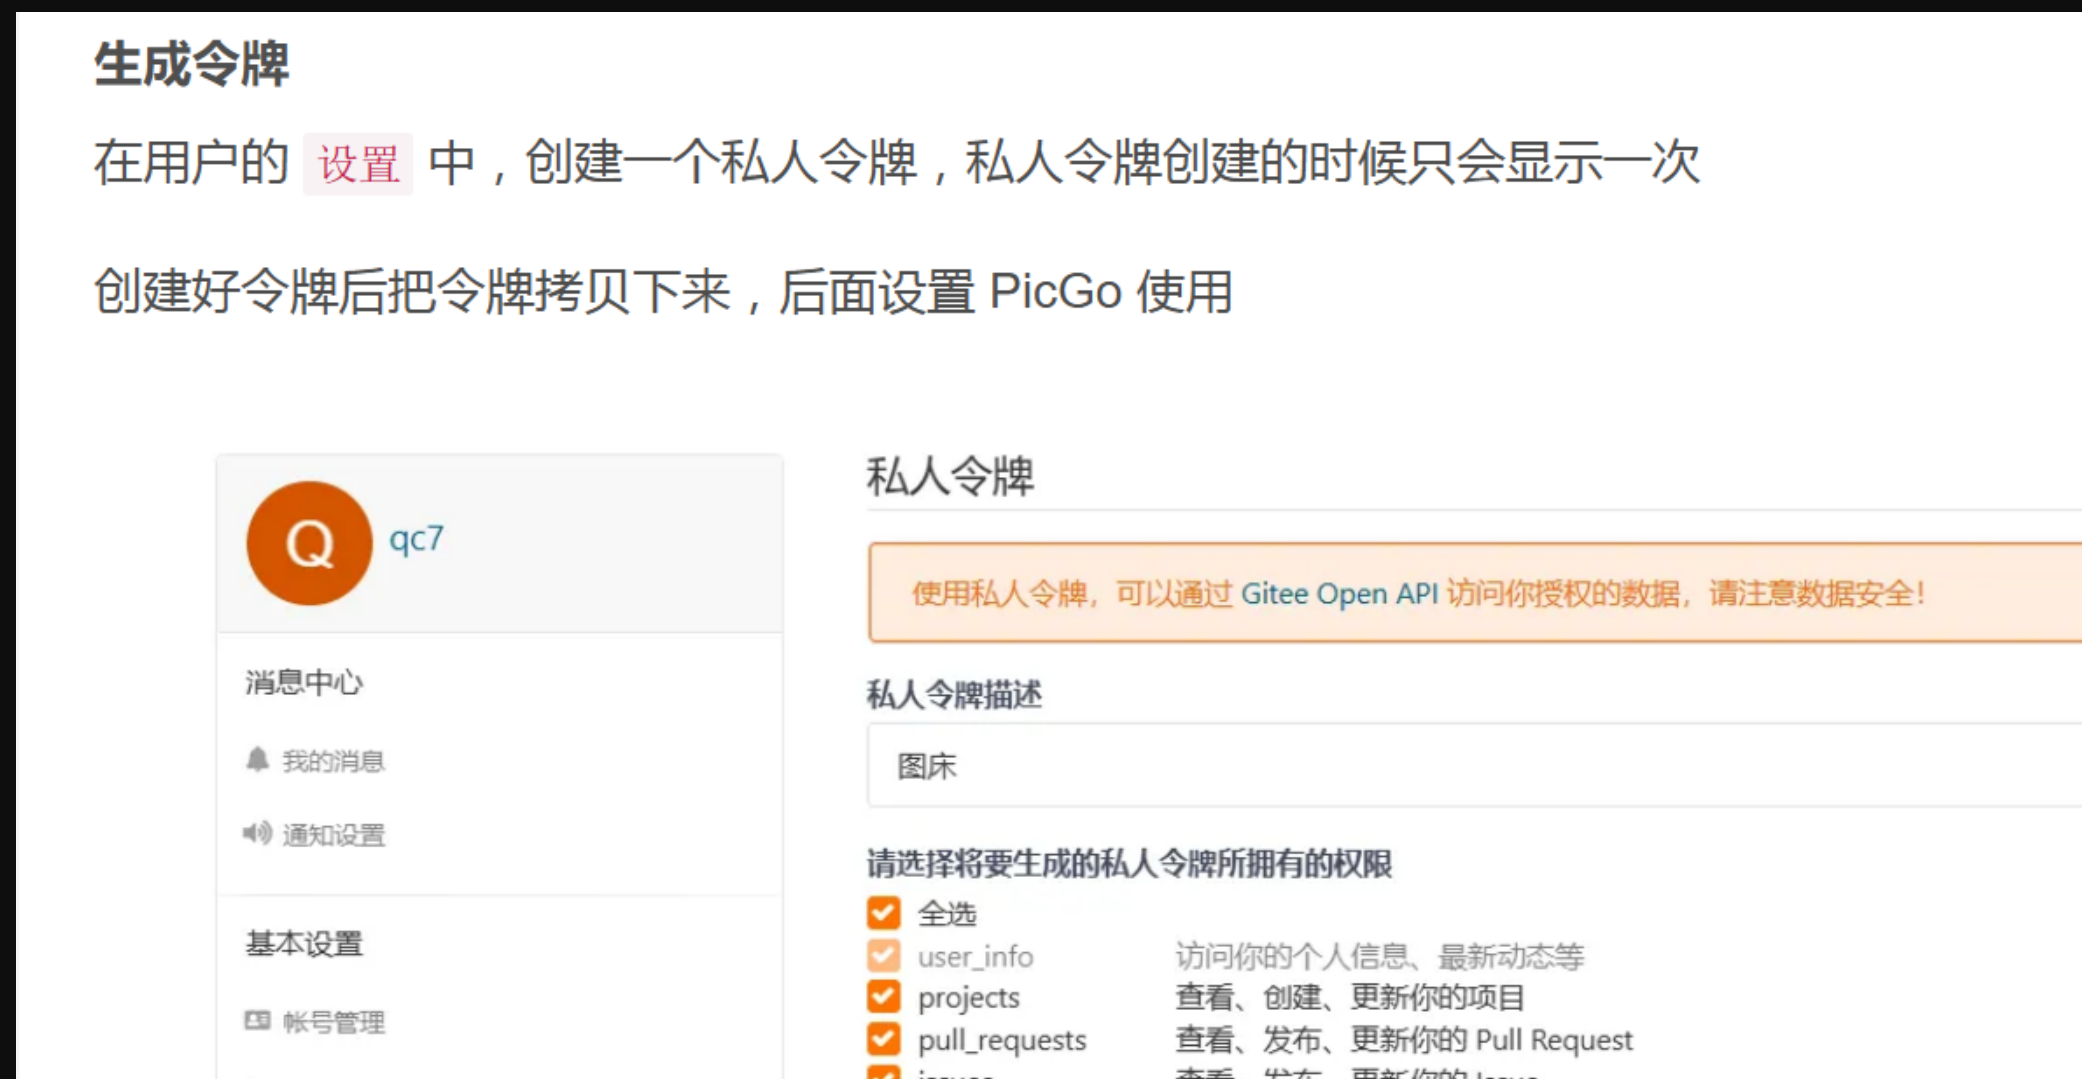 生成令牌
在用户的 设置 中，创建一个私人令牌，私人令牌创建的时候只会显示一次
创建好令牌后把令牌拷贝下来，后面设置 PicGo 使用
Q qc7
消息中心
我的消息
通知设置
基本设置
帐号管理
私人令牌
使用私人令牌，可以通过 Gitee Open API 访问你授权的数据，请注意数据安全！
私人令牌描述
图床
请选择将要生成的私人令牌所拥有的权限
全选
user_info 访问你的个人信息、最新动态等
projects 查看、创建、更新你的项目
pull_requests 查看、发布、更新你的 Pull Request